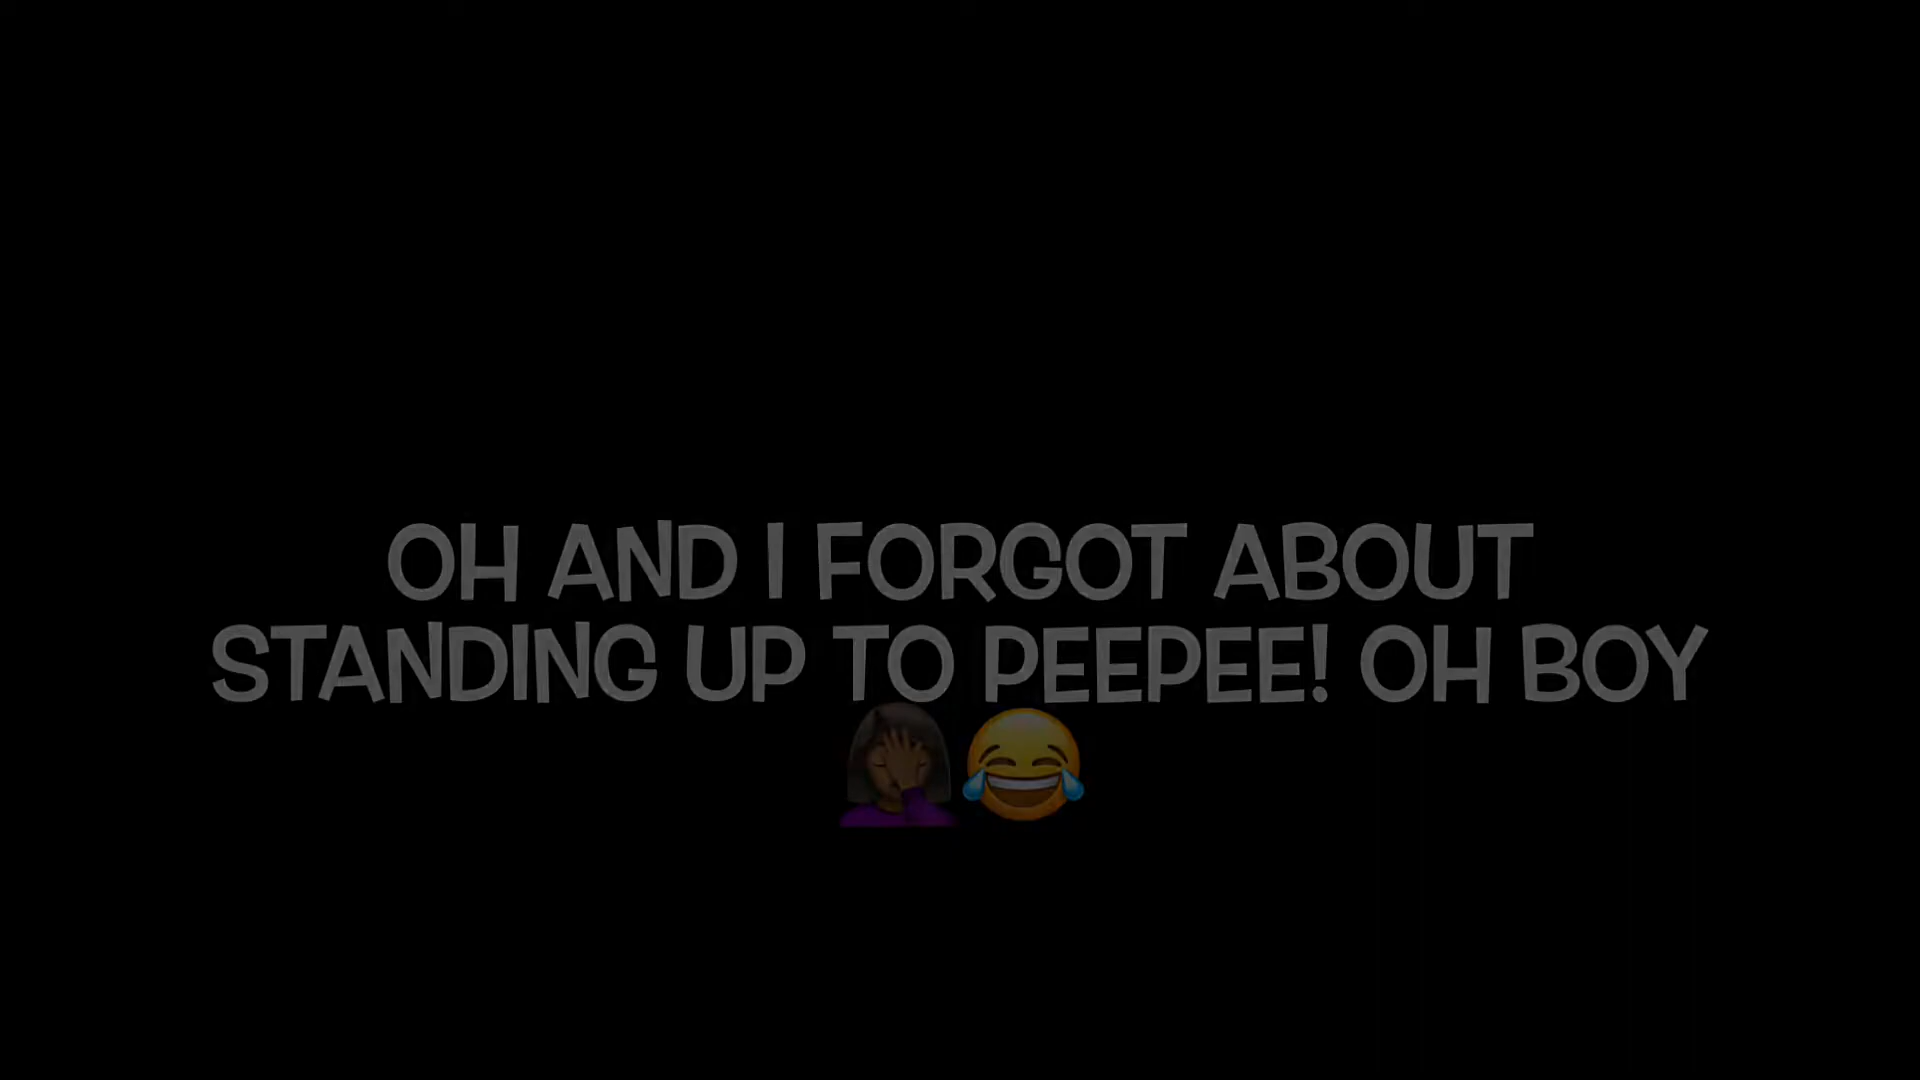 OH AND I FORGOT ABOUT
STANDING UP TO PEEPEE! OH BOY
🤦🏾‍♀️😂